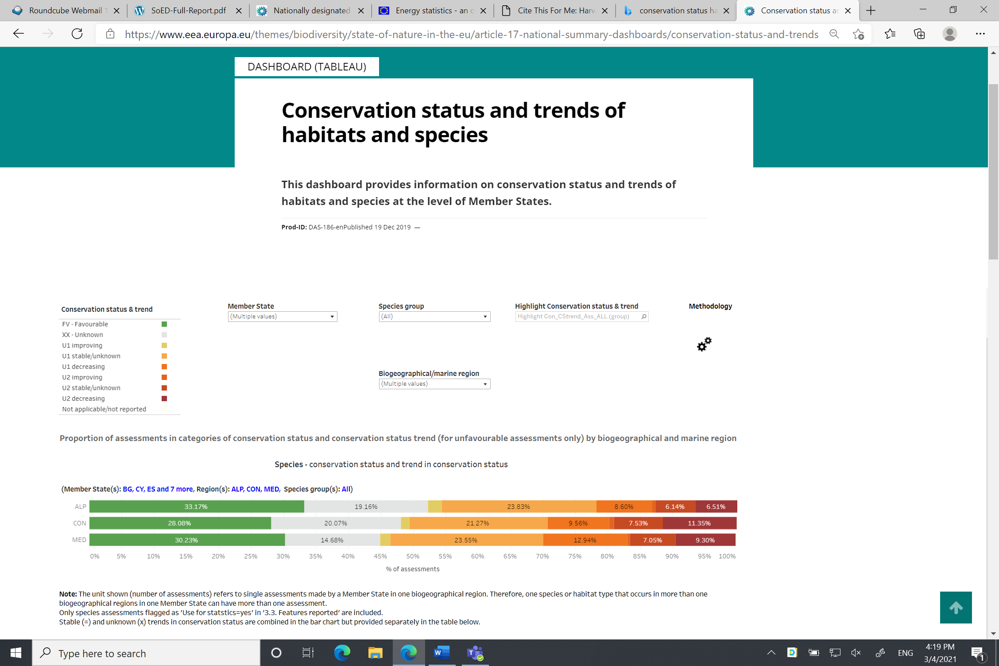 Roundcube Webmail
SoED-Full-Report.pdf
Nationally designated
Energy statistics - an
Cite This For Me: Harv
conservation status ha
Conservation status ar
https://www.eea.europa.eu/themes/biodiversity/state-of-nature-in-the-eu/article-17-national-summary-dashboards/conservation-status-and-trends
DASHBOARD (TABLEAU)
Conservation status and trends of
habitats and species
This dashboard provides information on conservation status and trends of
habitats and species at the level of Member States.
Prod-ID: DAS-186-enPublished 19 Dec 2019 —
Conservation status & trend
FV - Favourable
XX - Unknown
U1 improving
U1 stable/unknown
U1 decreasing
U2 improving
U2 stable/unknown
U2 decreasing
Not applicable/not reported
Member State
(Multiple values)
Species group
(All)
Highlight Conservation status & trend
Highlight Con_CStrend_Ass_ALL (group)
Methodology
Biogeographical/marine region
(Multiple values)
Proportion of assessments in categories of conservation status and conservation status trend (for unfavourable assessments only) by biogeographical and marine region
Species - conservation status and trend in conservation status
(Member State(s): BG, CY, ES and 7 more, Region(s): ALP, CON, MED, Species group(s): All)
ALP 33.17% 19.16% 23.83% 8.60% 6.14% 6.51%
CON 28.08% 20.07% 21.27% 9.56% 7.53% 11.35%
MED 30.23% 14.68% 23.55% 12.94% 7.05% 9.30%
0% 5% 10% 15% 20% 25% 30% 35% 40% 45% 50% 55% 60% 65% 70% 75% 80% 85% 90% 95% 100%
% of assessments
Note: The unit shown (number of assessments) refers to single assessments made by a Member State in one biogeographical region. Therefore, one species or habitat type that occurs in more than one
biogeographical regions in one Member State can have more than one assessment.
Only species assessments flagged as 'Use for statstics=yes' in '3.3. Features reported' are included.
Stable (=) and unknown (x) trends in conservation status are combined in the bar chart but provided separately in the table below.
Type here to search
ENG
4:19 PM
3/4/2021
1